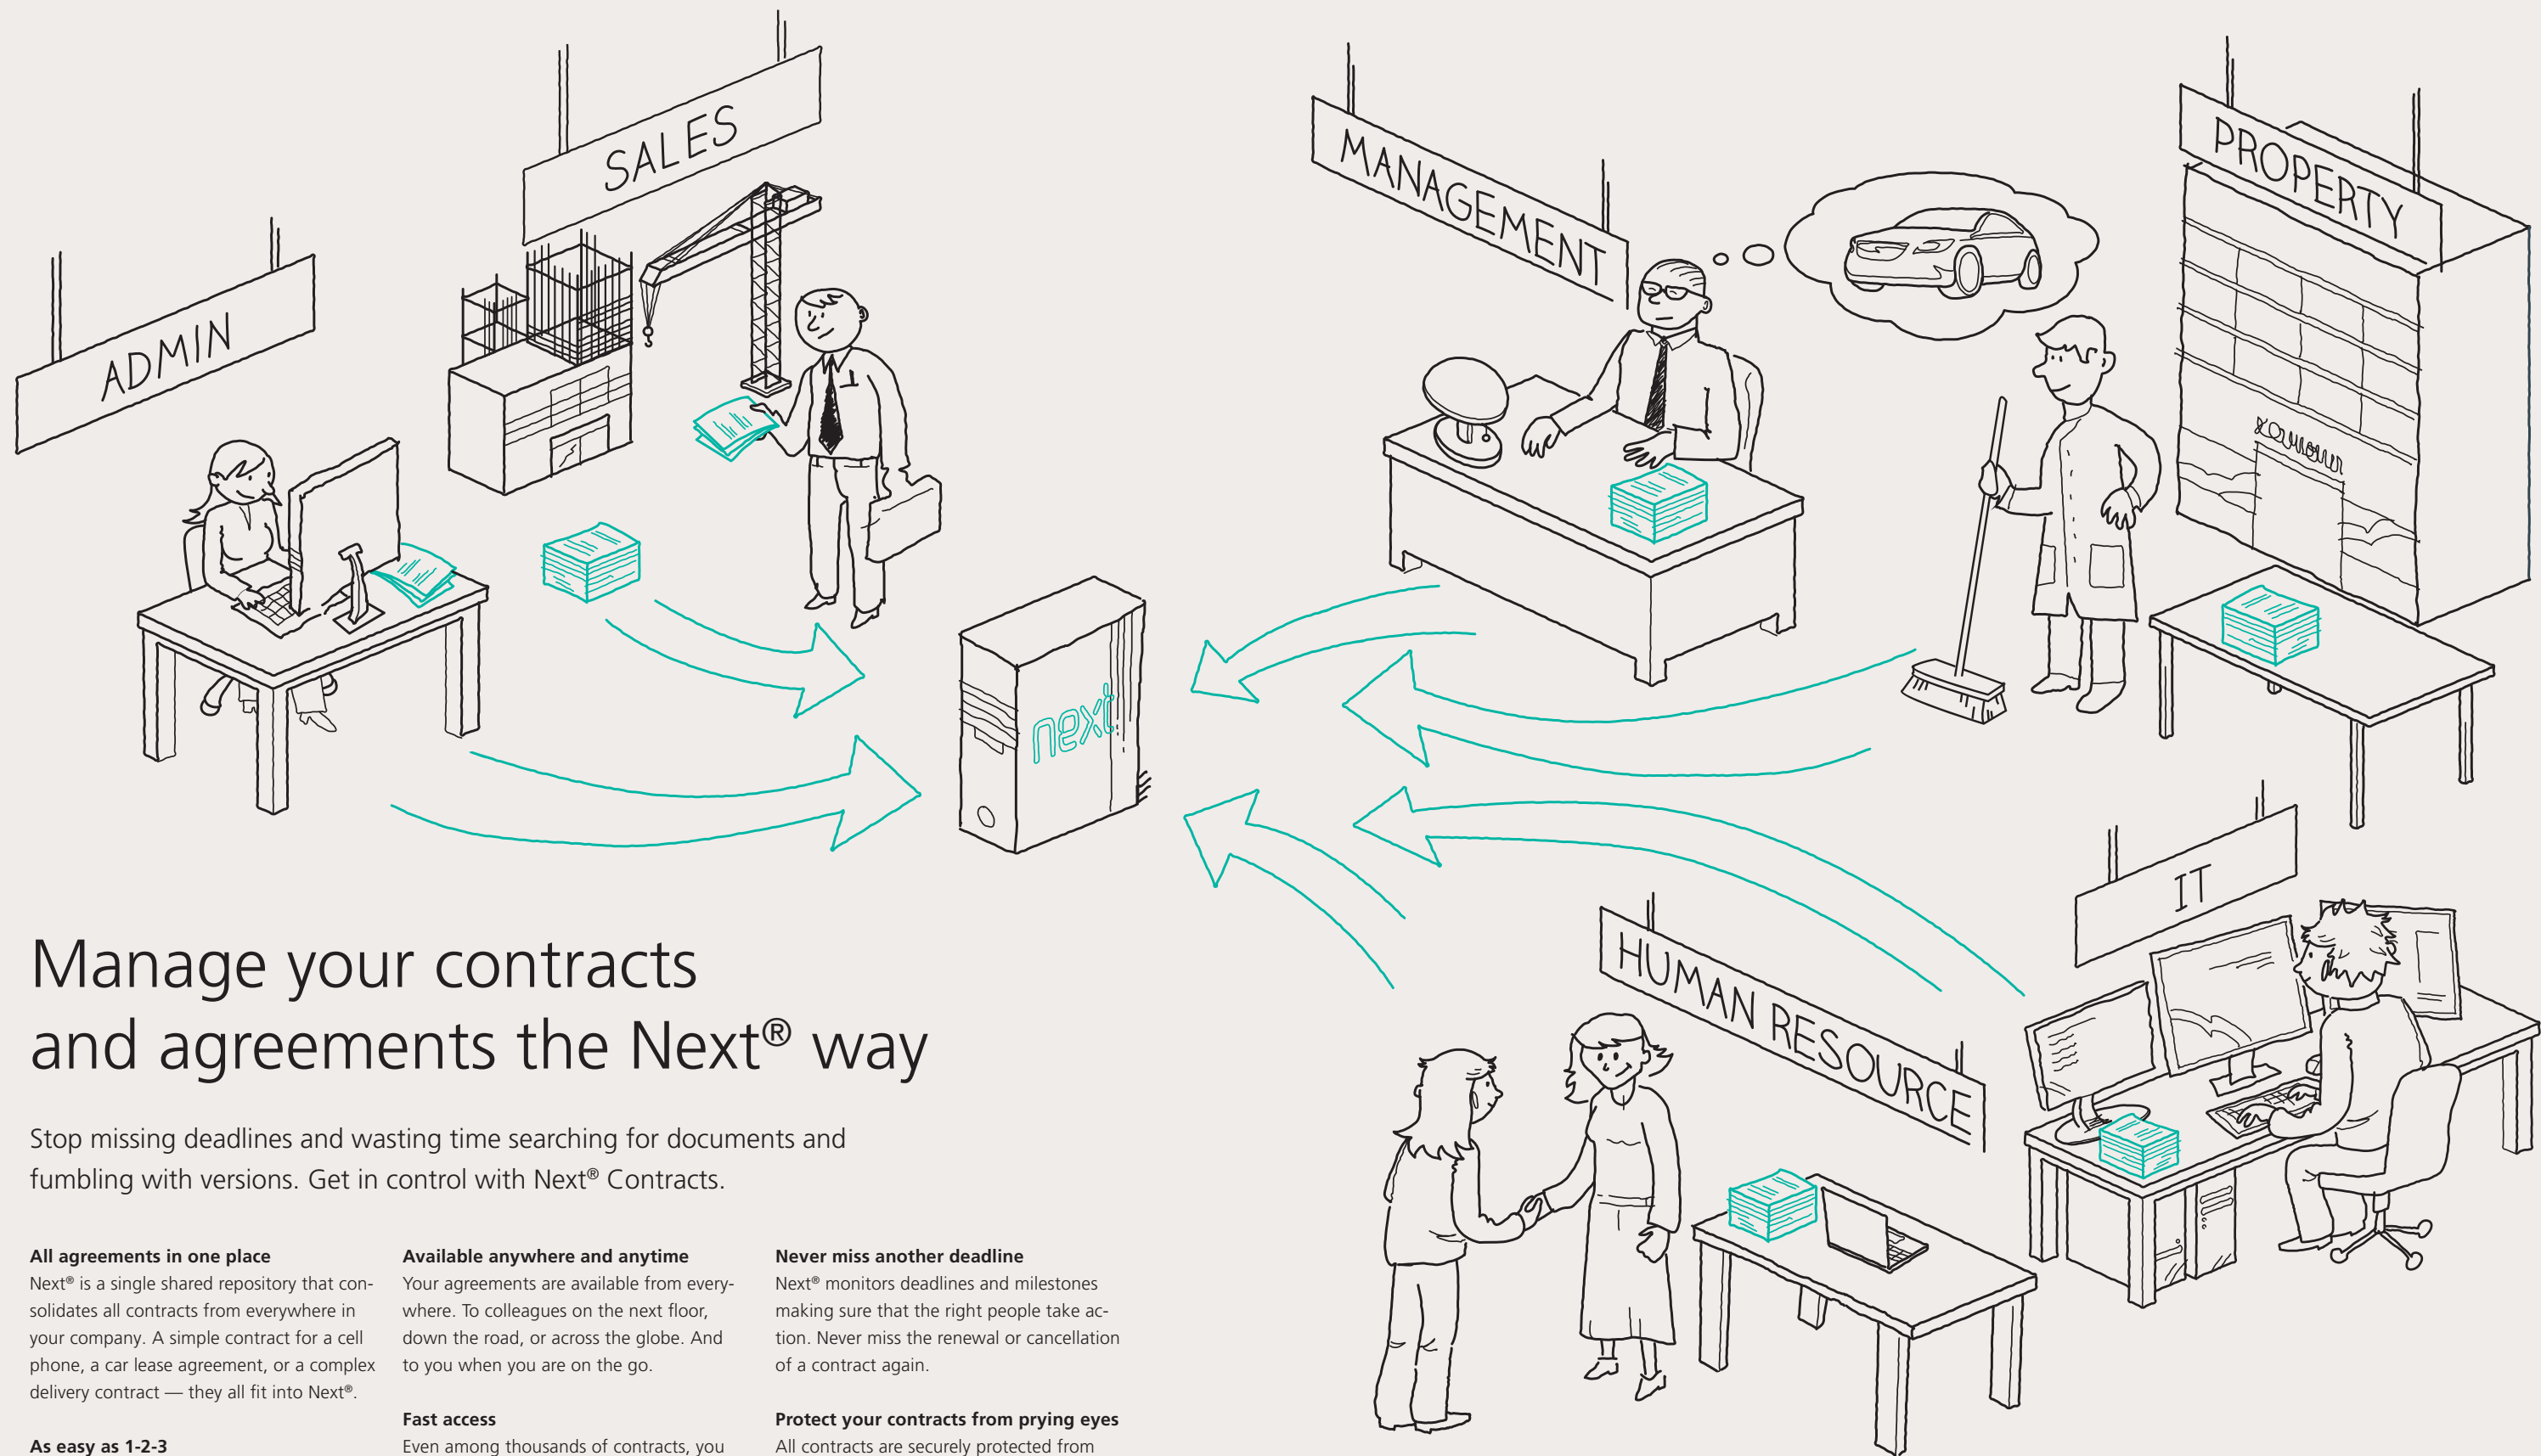 SALES
MANAGEMENT
PROPERTY
ADMIN
next
IT
HUMAN RESOURCE
Manage your contracts
and agreements the Next® way
Stop missing deadlines and wasting time searching for documents and
fumbling with versions. Get in control with Next® Contracts.
All agreements in one place
Next® is a single shared repository that con-
solidates all contracts from everywhere in
your company. A simple contract for a cell
phone, a car lease agreement, or a complex
delivery contract — they all fit into Next®.
As easy as 1-2-3
Available anywhere and anytime
Your agreements are available from every-
where. To colleagues on the next floor,
down the road, or across the globe. And
to you when you are on the go.
Fast access
Even among thousands of contracts, you
Never miss another deadline
Next® monitors deadlines and milestones
making sure that the right people take ac-
tion. Never miss the renewal or cancellation
of a contract again.
Protect your contracts from prying eyes
All contracts are securely protected from